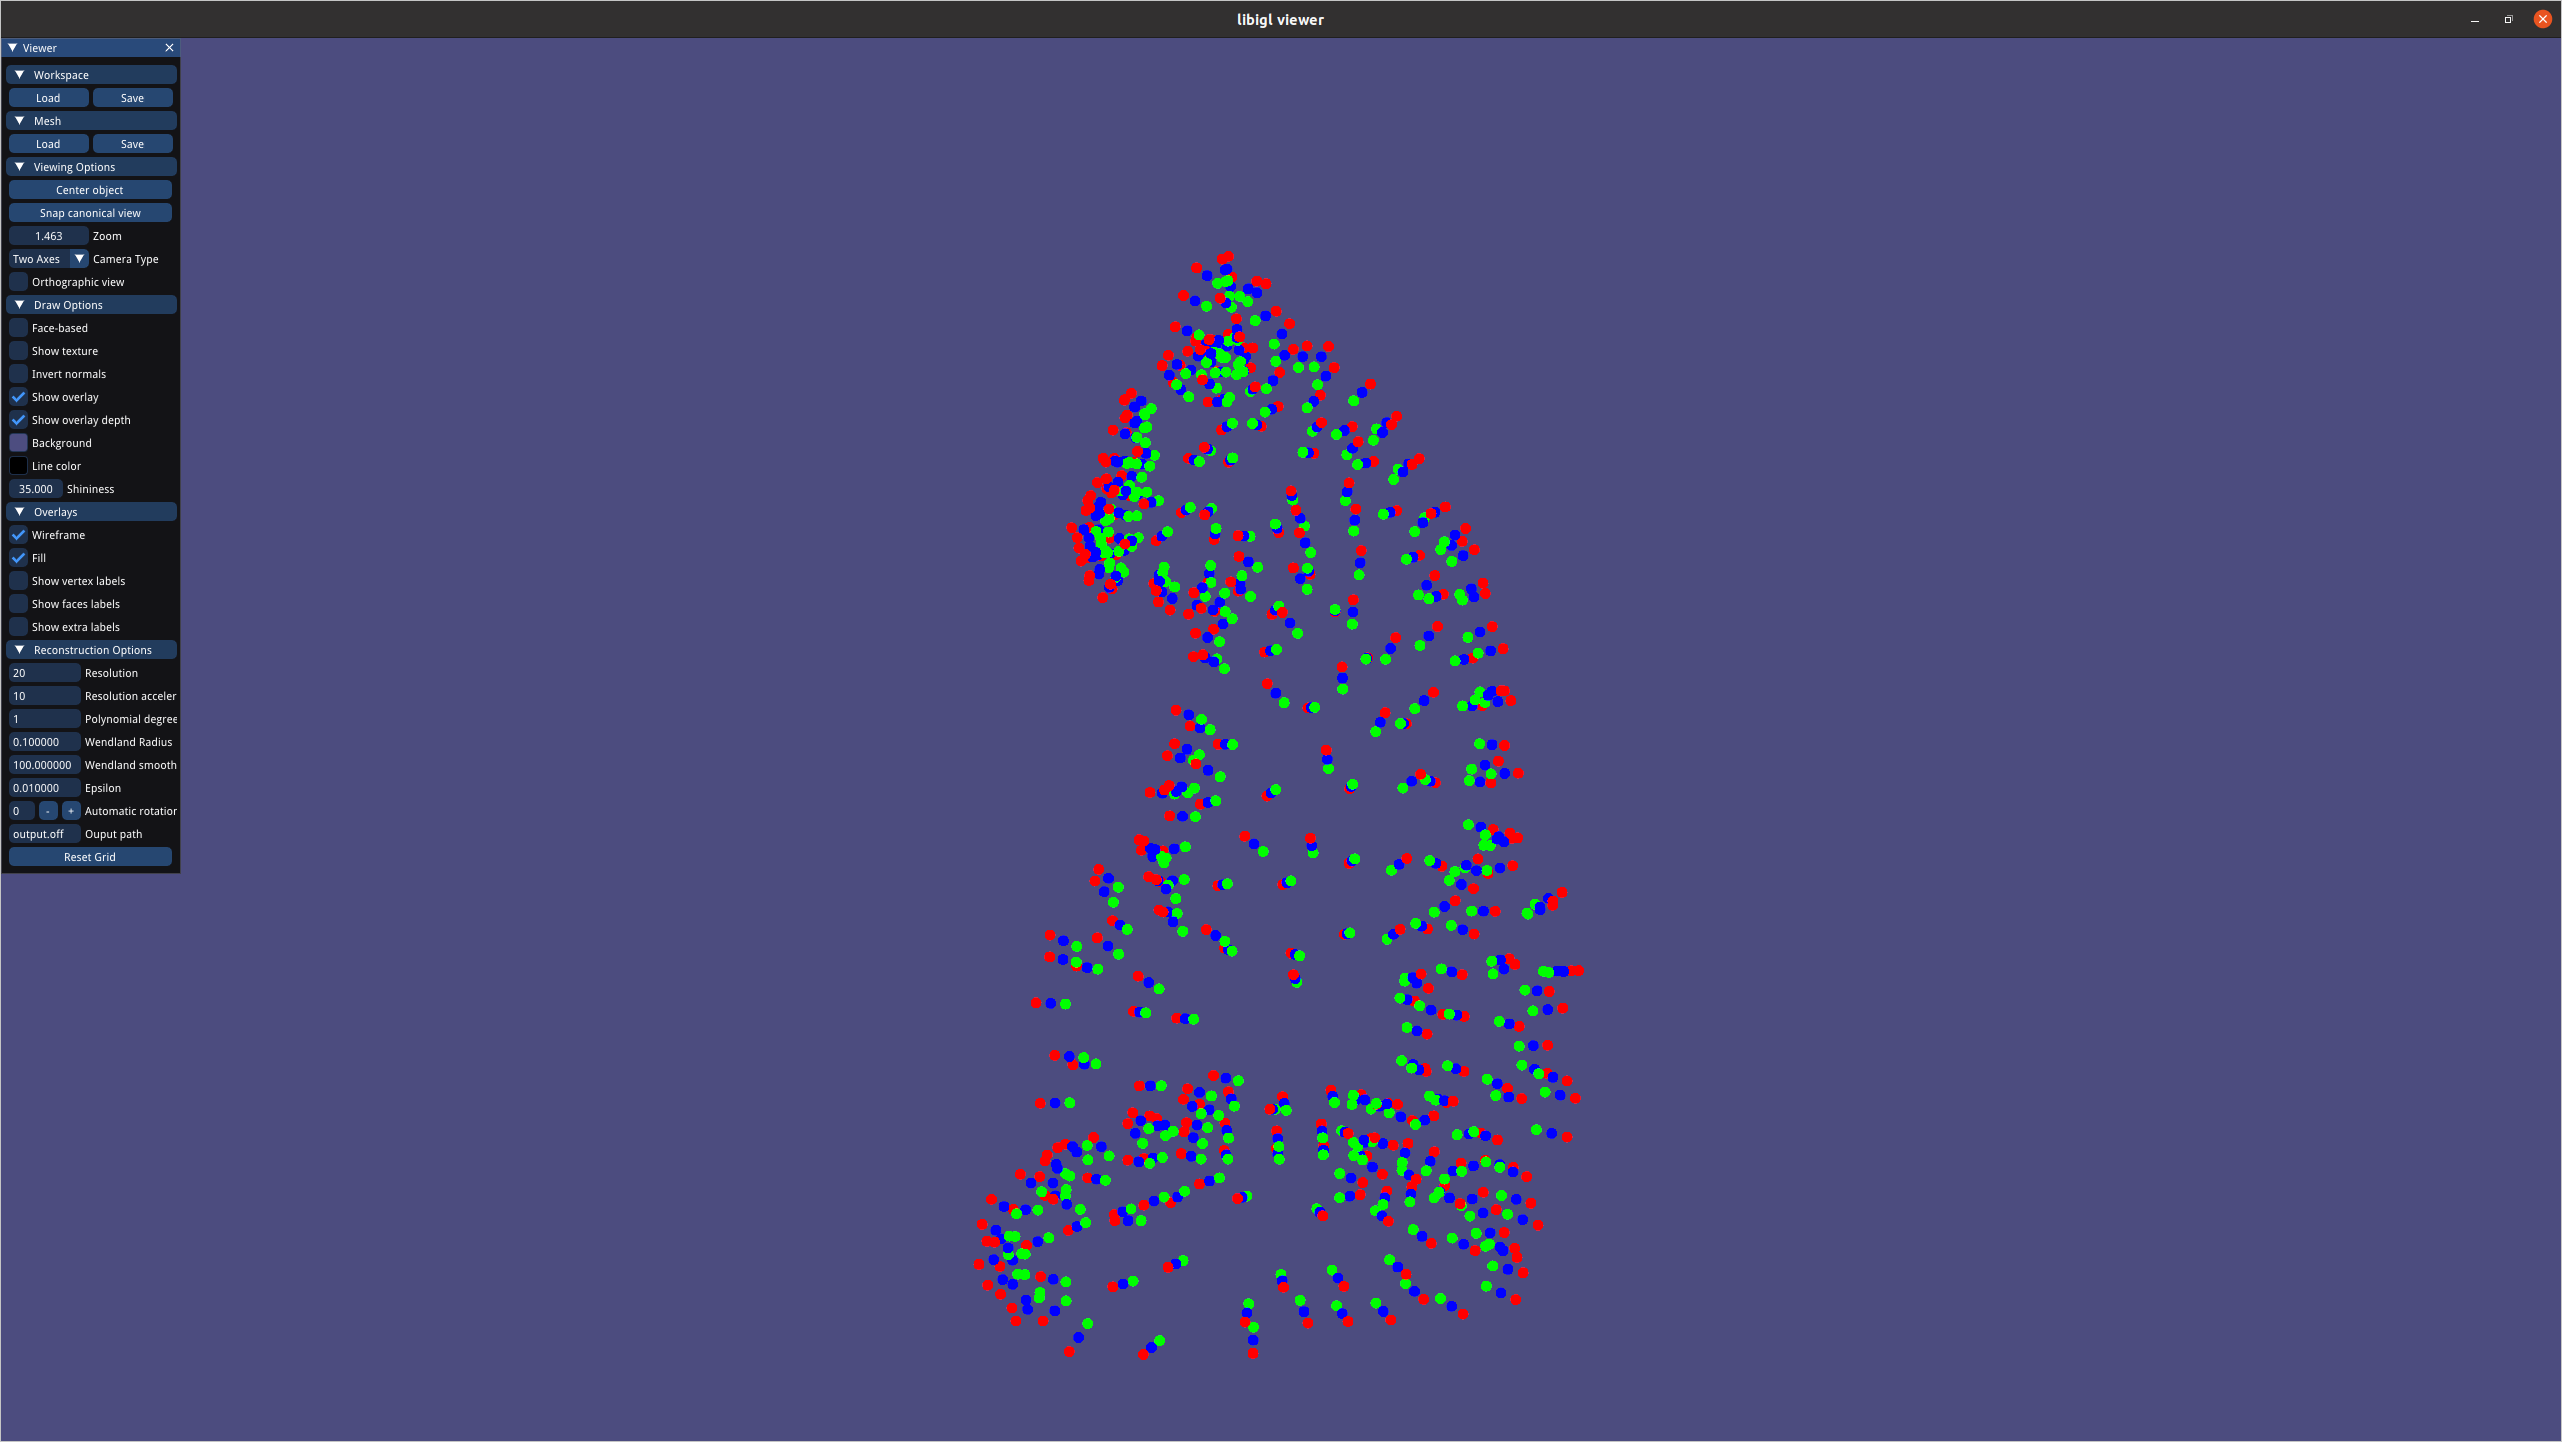 libigl viewer
Viewer
Workspace
Load Save
Mesh
Load Save
Viewing Options
Center object
Snap canonical view
1.463 Zoom
Two Axes Camera Type
Orthographic view
Draw Options
Face-based
Show texture
Invert normals
Show overlay
Show overlay depth
Background
Line color
35.000 Shininess
Overlays
Wireframe
Fill
Show vertex labels
Show faces labels
Show extra labels
Reconstruction Options
20 Resolution
10 Resolution acceler
1 Polynomial degree
0.100000 Wendland Radius
100.000000 Wendland smooth
0.010000 Epsilon
0 - + Automatic rotation
output.off Ouput path
Reset Grid